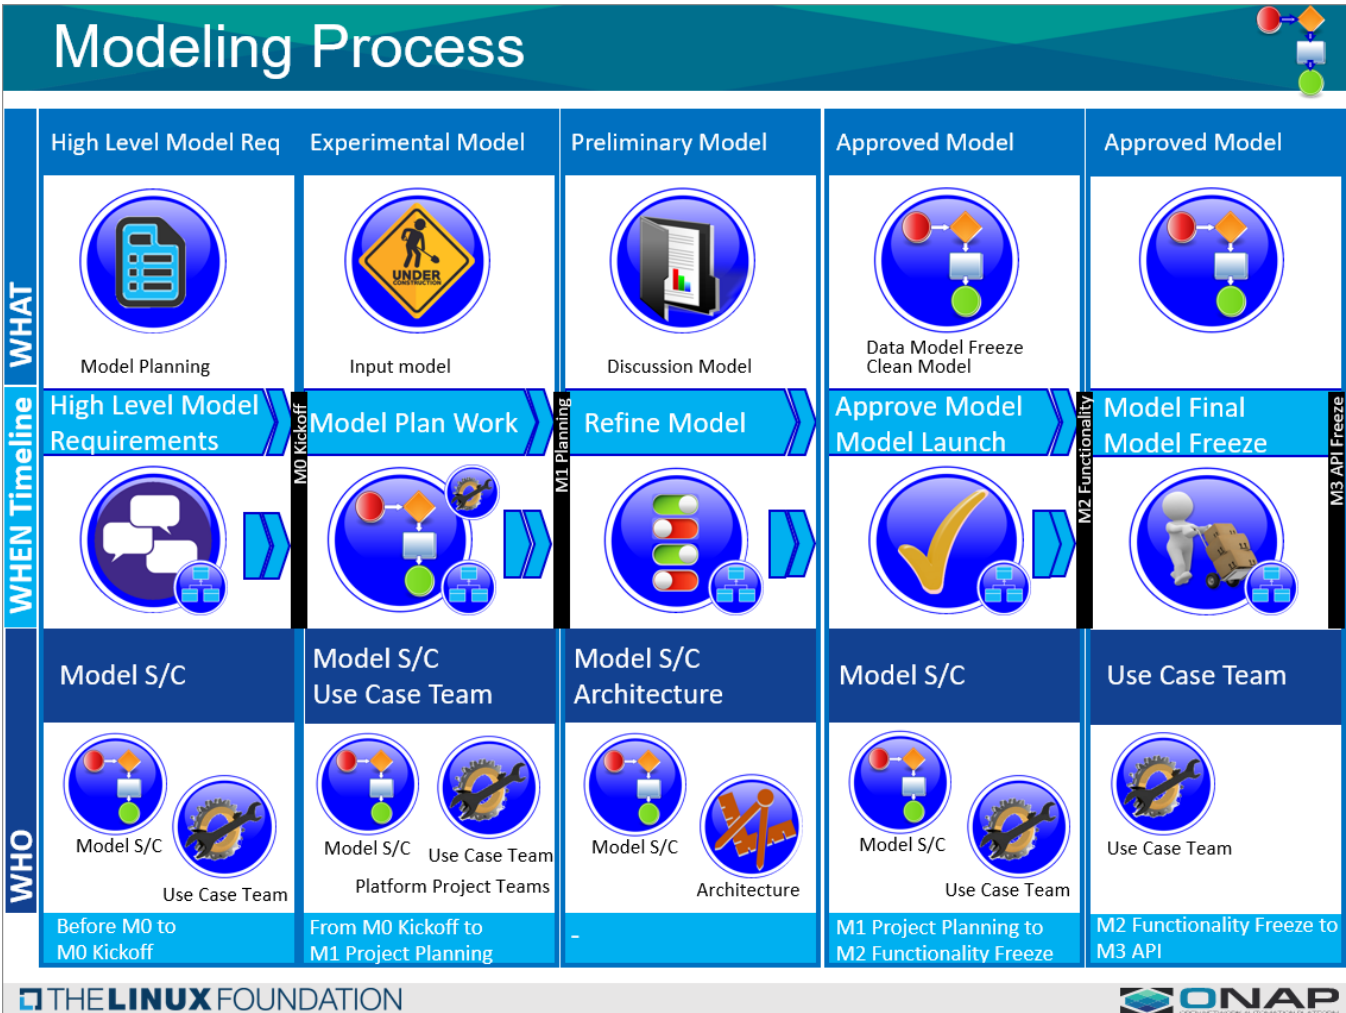 Modeling Process
High Level Model Req
Experimental Model
Preliminary Model
Approved Model
Approved Model
WHAT
UNDER
CONSTRUCTION
Model Planning
Input model
Discussion Model
Data Model Freeze
Clean Model
WHEN Timeline
High Level Model
Requirements
M0 Kickoff
Model Plan Work
M1 Planning
Refine Model
Approve Model
Model Launch
M2 Functionality
Model Final
Model Freeze
M3 API Freeze
WHO
Model S/C
Model S/C
Use Case Team
Model S/C
Architecture
Model S/C
Use Case Team
Model S/C
Use Case Team
Model S/C
Use Case Team
Platform Project Teams
Model S/C
Architecture
Model S/C
Use Case Team
Use Case Team
Before M0 to
M0 Kickoff
From M0 Kickoff to
M1 Project Planning
-
M1 Project Planning to
M2 Functionality Freeze
M2 Functionality Freeze to
M3 API
THE LINUX FOUNDATION
ONAP
OPEN NETWORK AUTOMATION PLATFORM